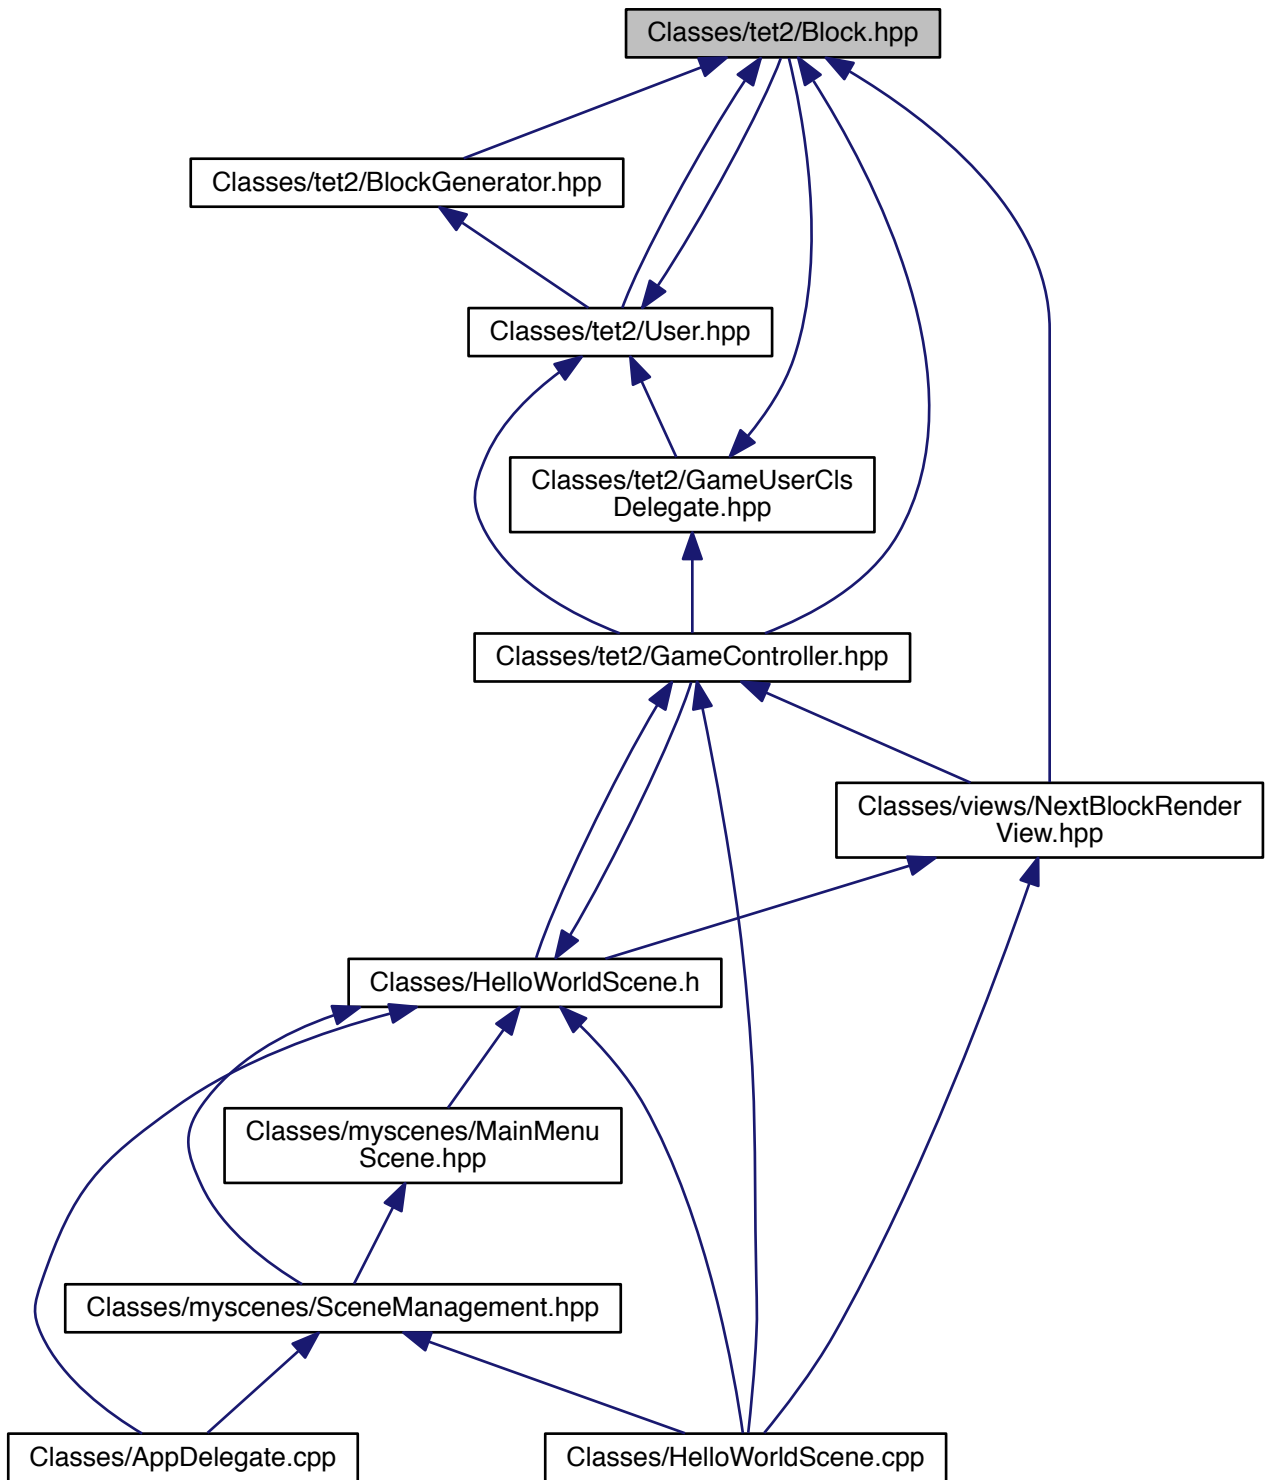 Classes/tet2/Block.hpp
Classes/tet2/BlockGenerator.hpp
Classes/tet2/User.hpp
Classes/tet2/GameUserCls
Delegate.hpp
Classes/tet2/GameController.hpp
Classes/views/NextBlockRender
View.hpp
Classes/HelloWorldScene.h
Classes/myscenes/MainMenu
Scene.hpp
Classes/myscenes/SceneManagement.hpp
Classes/AppDelegate.cpp
Classes/HelloWorldScene.cpp